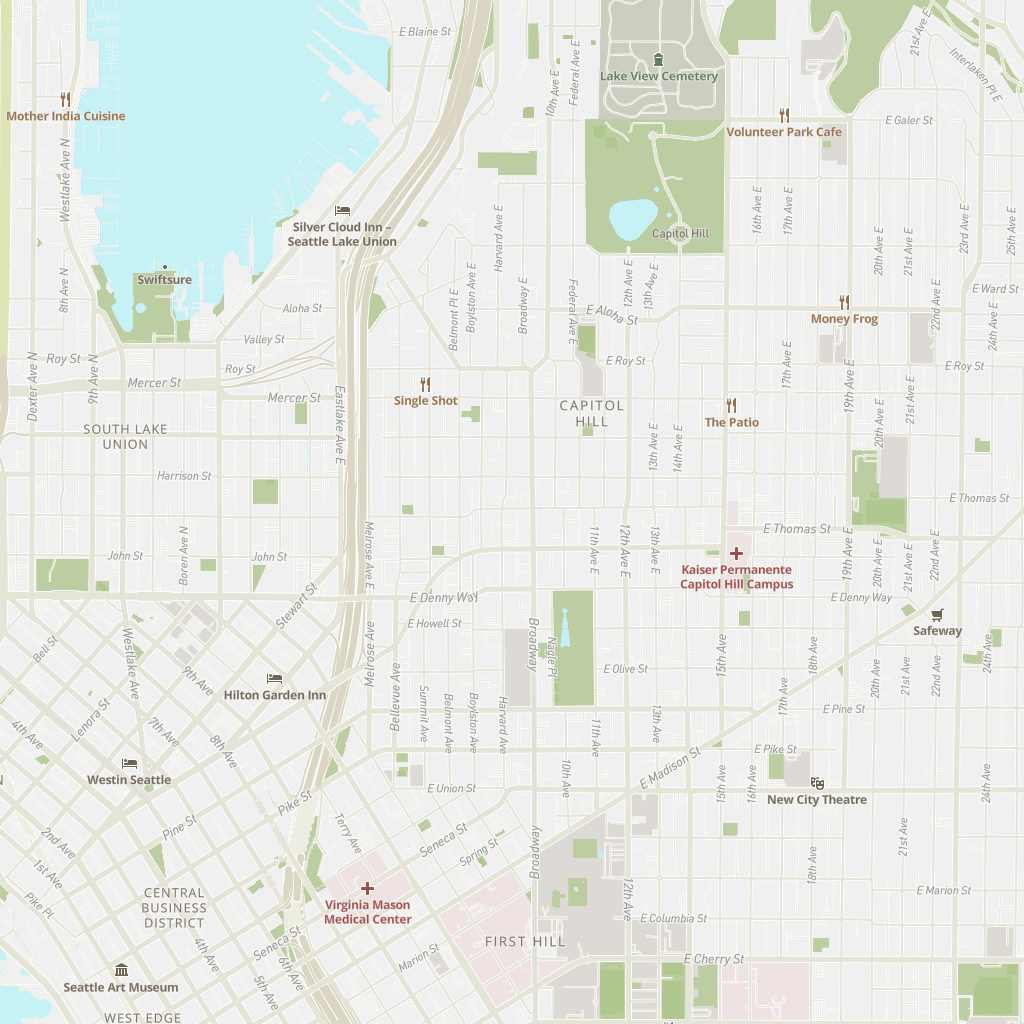 E Blaine St
21st Ave E
Interlaken Pl E
10th Ave E
Federal Ave E
Lake View Cemetery
Mother India Cuisine
Volunteer Park Cafe
E Galer St
Westlake Ave N
Silver Cloud Inn –
Seattle Lake Union
Harvard Ave E
16th Ave E
17th Ave E
Capitol Hill
20th Ave E
21st Ave E
23rd Ave E
25th Ave E
Swiftsure
8th Ave N
Boylston Ave E
12th Ave E
13th Ave E
E Ward St
Aloha St
Belmont Pl E
Broadway E
Federal Ave E
E Aloha St
Money Frog
22nd Ave E
24th Ave E
Valley St
Roy St
Roy St
E Roy St
E Roy St
17th Ave E
19th Ave E
Dexter Ave N
9th Ave N
Mercer St
Mercer St
Eastlake Ave E
Single Shot
CAPITOL
HILL
The Patio
20th Ave E
21st Ave E
SOUTH LAKE
UNION
13th Ave E
14th Ave E
Harrison St
E Thomas St
E Thomas St
Boren Ave N
John St
John St
Melrose Ave E
11th Ave E
12th Ave E
13th Ave E
19th Ave E
20th Ave E
21st Ave E
22nd Ave E
Kaiser Permanente
Capitol Hill Campus
Stewart St
E Denny Way
E Denny Way
E Howell St
Safeway
Bell St
Westlake Ave
Melrose Ave
Broadway
Nagle Pl
E Olive St
15th Ave
18th Ave
20th Ave
21st Ave
22nd Ave
24th Ave
9th Ave
Hilton Garden Inn
Bellevue Ave
Summit Ave
Belmont Ave
Boylston Ave
Harvard Ave
11th Ave
13th Ave
17th Ave
E Pine St
Lenora St
4th Ave
7th Ave
8th Ave
E Pike St
Westin Seattle
E Union St
10th Ave
E Madison St
15th Ave
16th Ave
New City Theatre
24th Ave
Pike St
Pine St
Terry Ave
Seneca St
Spring St
Broadway
2nd Ave
1st Ave
Pike Pl
18th Ave
21st Ave
CENTRAL
BUSINESS
DISTRICT
Virginia Mason
Medical Center
12th Ave
E Marion St
E Columbia St
FIRST HILL
Seneca St
4th Ave
Marion St
E Cherry St
Seattle Art Museum
5th Ave
6th Ave
WEST EDGE